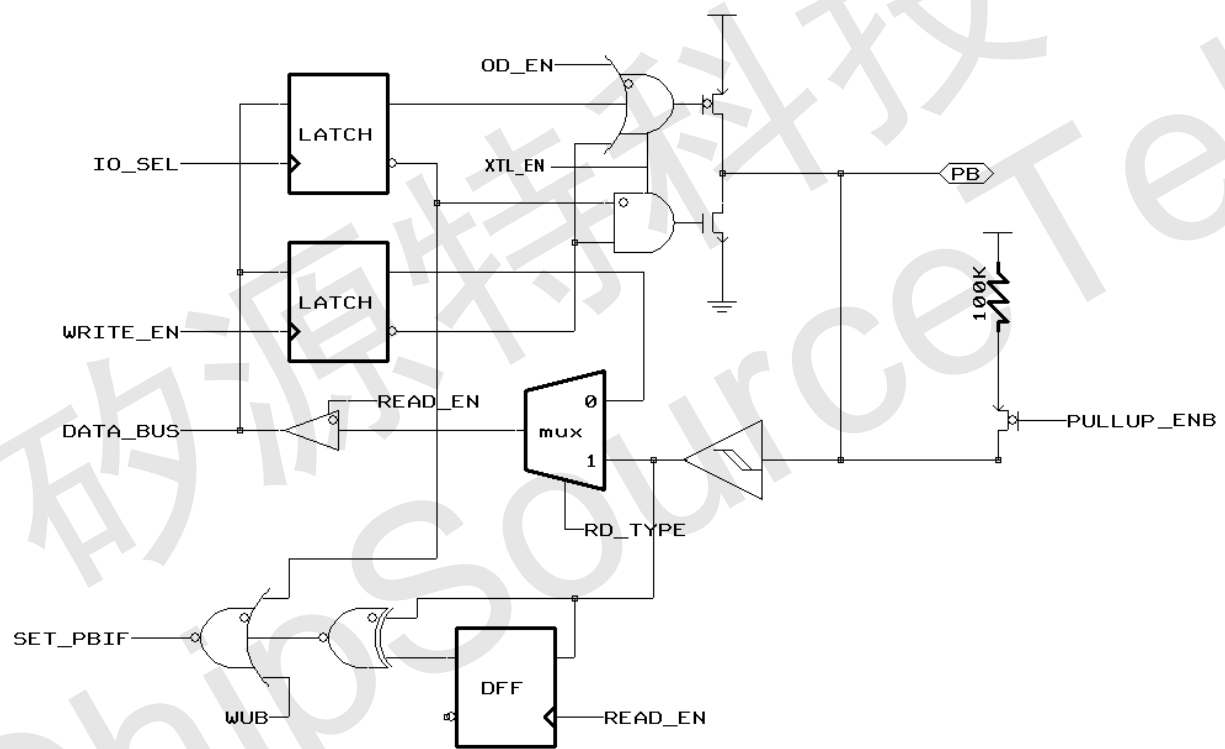 OD_EN
LATCH
IO_SEL
XTL_EN
PB
LATCH
100K
WRITE_EN
READ_EN
0
DATA_BUS
mux
PULLUP_ENB
1
RD_TYPE
SET_PBIF
DFF
WUB
READ_EN
矽源特科技
ChipSourceTek